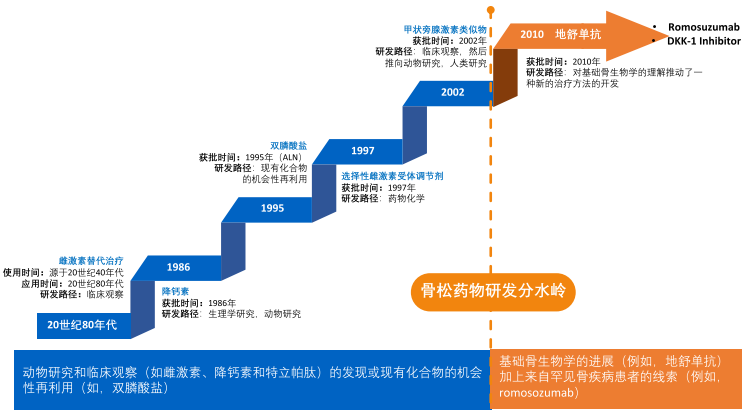 甲状旁腺激素类似物
获批时间：2002年
研发路径：临床观察，然后
推向动物研究，人类研究
2010 地舒单抗
• Romosuzumab
• DKK-1 Inhibitor
获批时间：2010年
研发路径：对基础骨生物学的理解推动了一
种新的治疗方法的开发
2002
双膦酸盐
获批时间：1995年（ALN）
研发路径：现有化合物
的机会性再利用
1997
选择性雌激素受体调节剂
获批时间：1997年
研发路径：药物化学
1995
雌激素替代治疗
使用时间：源于20世纪40年代
应用时间：20世纪80年代
研发路径：临床观察
1986
降钙素
获批时间：1986年
研发路径：生理学研究，动物研究
20世纪80年代
骨松药物研发分水岭
动物研究和临床观察（如雌激素、降钙素和特立帕肽）的发现或现有化合物的机会
性再利用（如，双膦酸盐）
基础骨生物学的进展（例如，地舒单抗）
加上来自罕见骨疾病患者的线索（例如，
romosozumab）